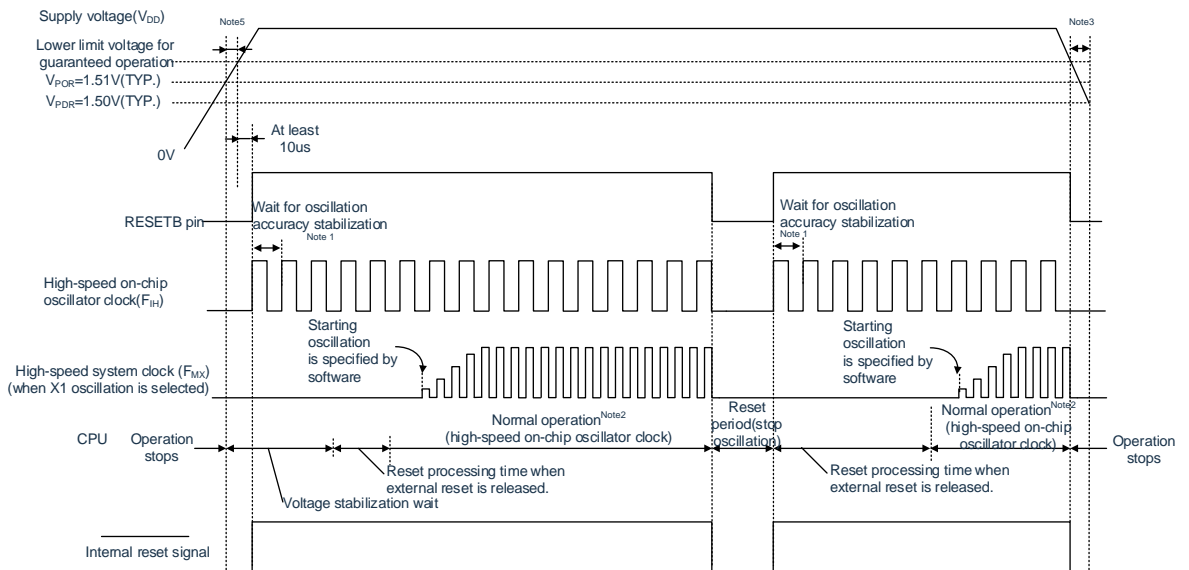 Supply voltage(VDD)
Note5
Note3
Lower limit voltage for
guaranteed operation
VPOR=1.51V(TYP.)
VPDR=1.50V(TYP.)
At least
10us
0V
RESETB pin
Wait for oscillation
accuracy stabilization
Note 1
Wait for oscillation
accuracy stabilization
Note 1
High-speed on-chip
oscillator clock(FIH)
Starting
oscillation
is specified by
software
Starting
oscillation
is specified by
software
High-speed system clock (FMX)
(when X1 oscillation is selected)
CPU
Operation
stops
Normal operationNote2
(high-speed on-chip oscillator clock)
Reset
period(stop
oscillation)
Normal operationNote2
(high-speed on-chip
oscillator clock)
Operation
stops
Reset processing time when
external reset is released.
Reset processing time when
external reset is released.
Voltage stabilization wait
Internal reset signal